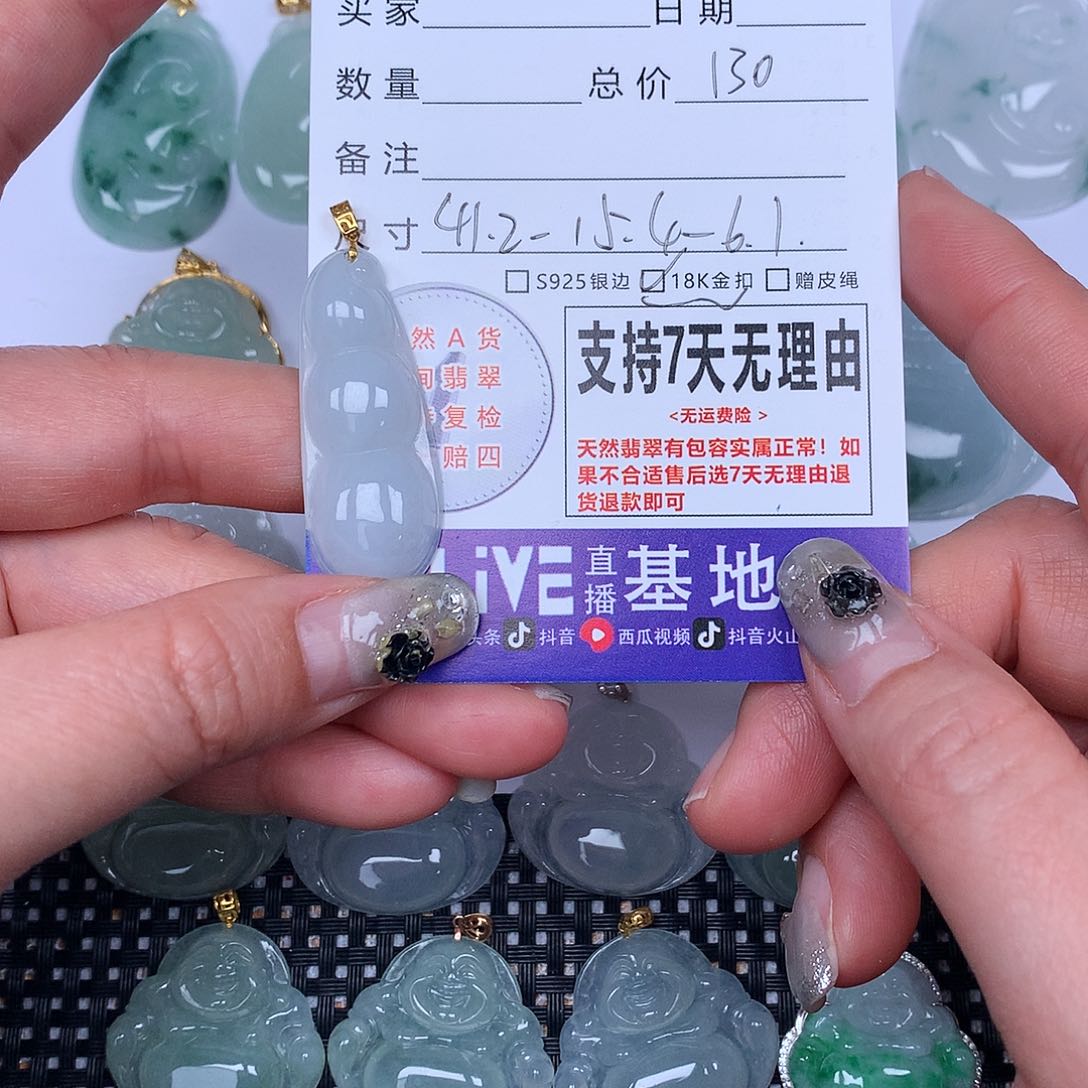 买家 日期
数量 总价 130
备注
尺寸 41.2-15.4-6.1.
S925银边 18K金扣 赠皮绳
然A货
翡翠
复检
赔四
支持7天无理由
<无运费险>
天然翡翠有包容实属正常！如
果不合适售后选7天无理由退
货退款即可
LiVE 直播 基地
头条 抖音 西瓜视频 抖音火山